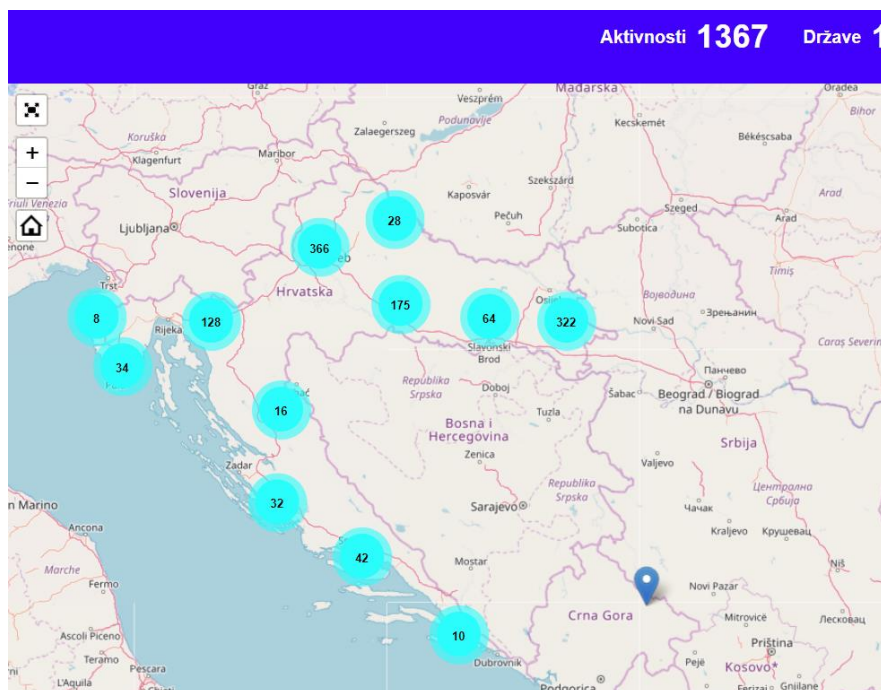 Aktivnosti 1367 Države
Graz
Veszprém
Mađarska
Oradea
Podunavlje
Kecskemét
Bihor
Koruška
Zalaegerszeg
Békéscsaba
+
Klagenfurt
Maribor
−
Szekszárd
Slovenija
Kaposvár
Arad
Friuli Venezia
Szeged
28
Pečuh
Arad
Ljubljana
Subotica
366
Timiș
Trst
Hrvatska
175
Војводина
8
128
64
322
Зрењанин
Rijeka
Novi Sad
Slavonski
Brod
Caraș Severin
34
Панчево
Republika
Srpska
Doboj
Šabac
Beograd / Biograd
na Dunavu
16
Tuzla
Bosna i
Hercegovina
Srbija
Zenica
Valjevo
Zadar
Republika
Srpska
Централна
Србија
32
n Marino
Sarajevo
Чачак
Ancona
Kraljevo
Крушевац
42
Mostar
Niš
Marche
Fermo
Novi Pazar
Crna Gora
Mitrovicë
Лесковац
10
Ascoli Piceno
Priština
Teramo
Dubrovnik
Pejë
Kosovo*
L'Aquila
Pescara
Podgorica
Ferizaj
Gnjilane